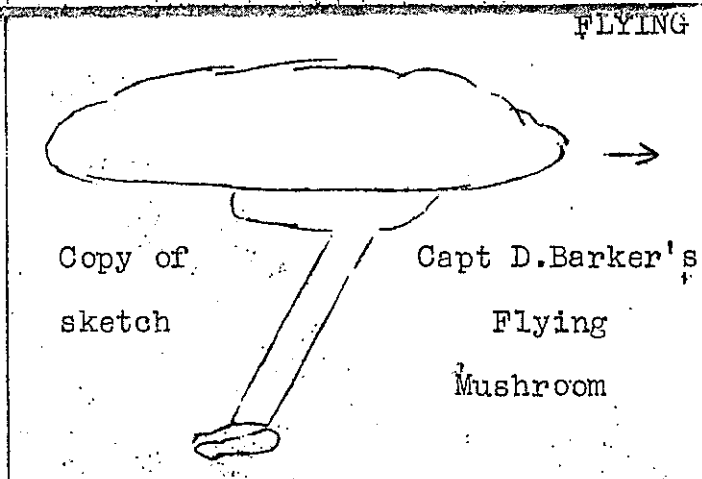 FLYING
Copy of
sketch
Capt D.Barker's
Flying
Mushroom